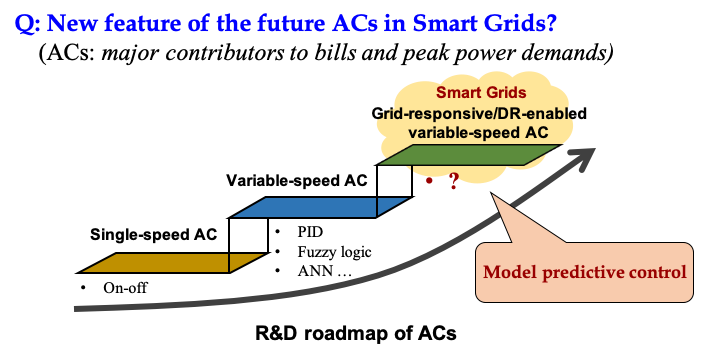 Q: New feature of the future ACs in Smart Grids?
(ACs: major contributors to bills and peak power demands)
Smart Grids
Grid-responsive/DR-enabled
variable-speed AC
• ?
Variable-speed AC
• PID
• Fuzzy logic
• ANN ...
Single-speed AC
• On-off
Model predictive control
R&D roadmap of ACs